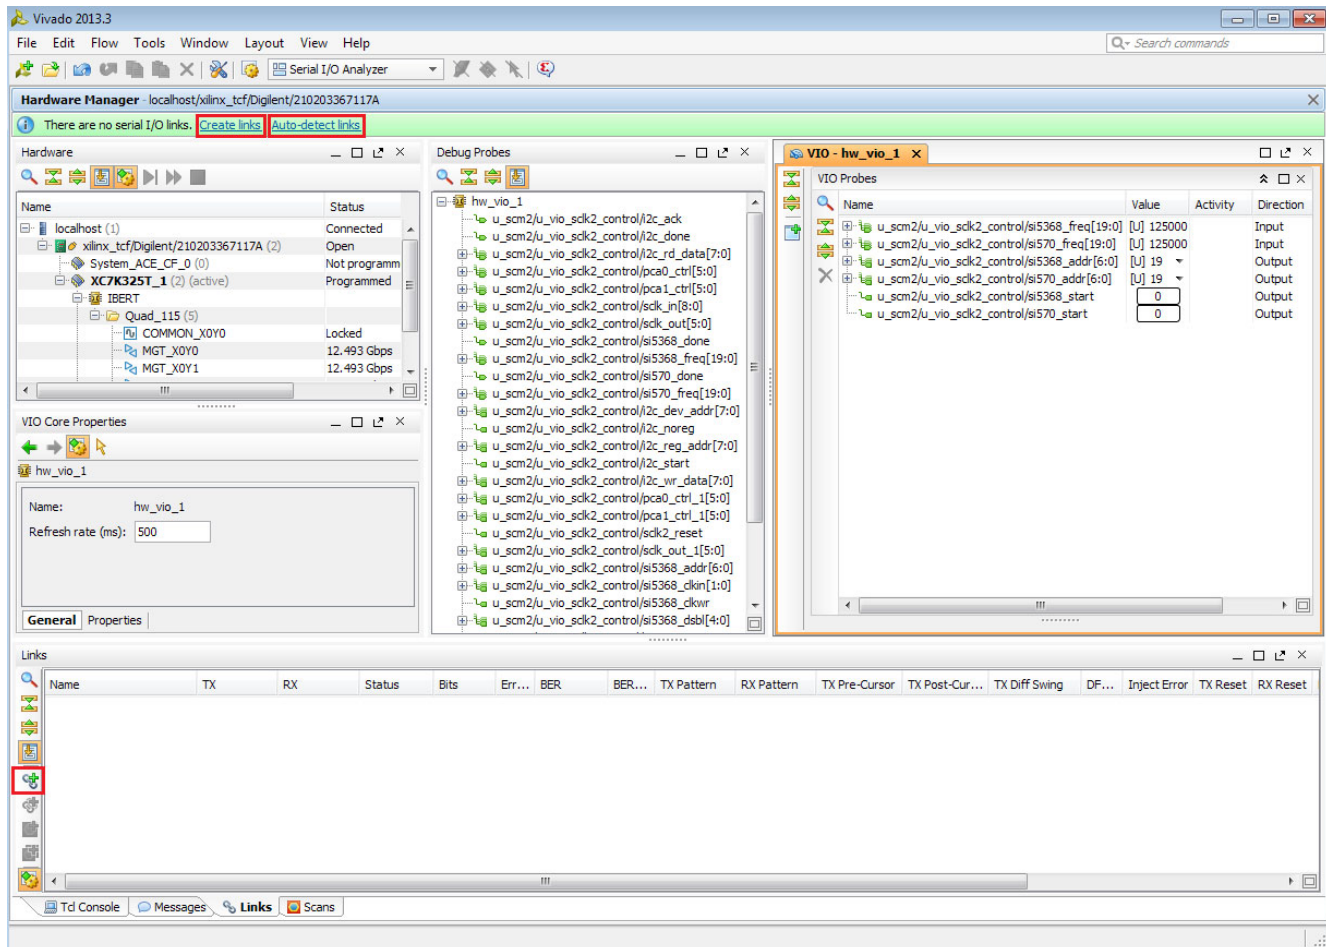 Vivado 2013.3
File Edit Flow Tools Window Layout View Help
Search commands
Serial I/O Analyzer
Hardware Manager - localhost/xilinx_tcf/Digilent/210203367117A
There are no serial I/O links. Create links Auto-detect links
Hardware
Name Status
localhost (1) Connected
xilinx_tcf/Digilent/210203367117A (2) Open
System_ACE_CF_0 (0) Not programm
XC7K325T_1 (2) (active) Programmed
IBERT
Quad_115 (5)
COMMON_X0Y0 Locked
MGT_X0Y0 12.493 Gbps
MGT_X0Y1 12.493 Gbps
VIO Core Properties
hw_vio_1
Name: hw_vio_1
Refresh rate (ms): 500
General Properties
Debug Probes
hw_vio_1
u_scm2/u_vio_sclk2_control/i2c_ack
u_scm2/u_vio_sclk2_control/i2c_done
u_scm2/u_vio_sclk2_control/i2c_rd_data[7:0]
u_scm2/u_vio_sclk2_control/pca0_ctrl[5:0]
u_scm2/u_vio_sclk2_control/pca1_ctrl[5:0]
u_scm2/u_vio_sclk2_control/sclk_in[8:0]
u_scm2/u_vio_sclk2_control/sclk_out[5:0]
u_scm2/u_vio_sclk2_control/si5368_done
u_scm2/u_vio_sclk2_control/si5368_freq[19:0]
u_scm2/u_vio_sclk2_control/si570_done
u_scm2/u_vio_sclk2_control/si570_freq[19:0]
u_scm2/u_vio_sclk2_control/i2c_dev_addr[7:0]
u_scm2/u_vio_sclk2_control/i2c_noreg
u_scm2/u_vio_sclk2_control/i2c_reg_addr[7:0]
u_scm2/u_vio_sclk2_control/i2c_start
u_scm2/u_vio_sclk2_control/i2c_wr_data[7:0]
u_scm2/u_vio_sclk2_control/pca0_ctrl_1[5:0]
u_scm2/u_vio_sclk2_control/pca1_ctrl_1[5:0]
u_scm2/u_vio_sclk2_control/sclk2_reset
u_scm2/u_vio_sclk2_control/sclk_out_1[5:0]
u_scm2/u_vio_sclk2_control/si5368_addr[6:0]
u_scm2/u_vio_sclk2_control/si5368_clkin[1:0]
u_scm2/u_vio_sclk2_control/si5368_clkwr
u_scm2/u_vio_sclk2_control/si5368_dsbl[4:0]
VIO - hw_vio_1
VIO Probes
Name Value Activity Direction
u_scm2/u_vio_sclk2_control/si5368_freq[19:0] [U] 125000 Input
u_scm2/u_vio_sclk2_control/si570_freq[19:0] [U] 125000 Input
u_scm2/u_vio_sclk2_control/si5368_addr[6:0] [U] 19 Output
u_scm2/u_vio_sclk2_control/si570_addr[6:0] [U] 19 Output
u_scm2/u_vio_sclk2_control/si5368_start 0 Output
u_scm2/u_vio_sclk2_control/si570_start 0 Output
Links
Name TX RX Status Bits Err... BER BER... TX Pattern RX Pattern TX Pre-Cursor TX Post-Cur... TX Diff Swing DF... Inject Error TX Reset RX Reset
Tcl Console Messages Links Scans